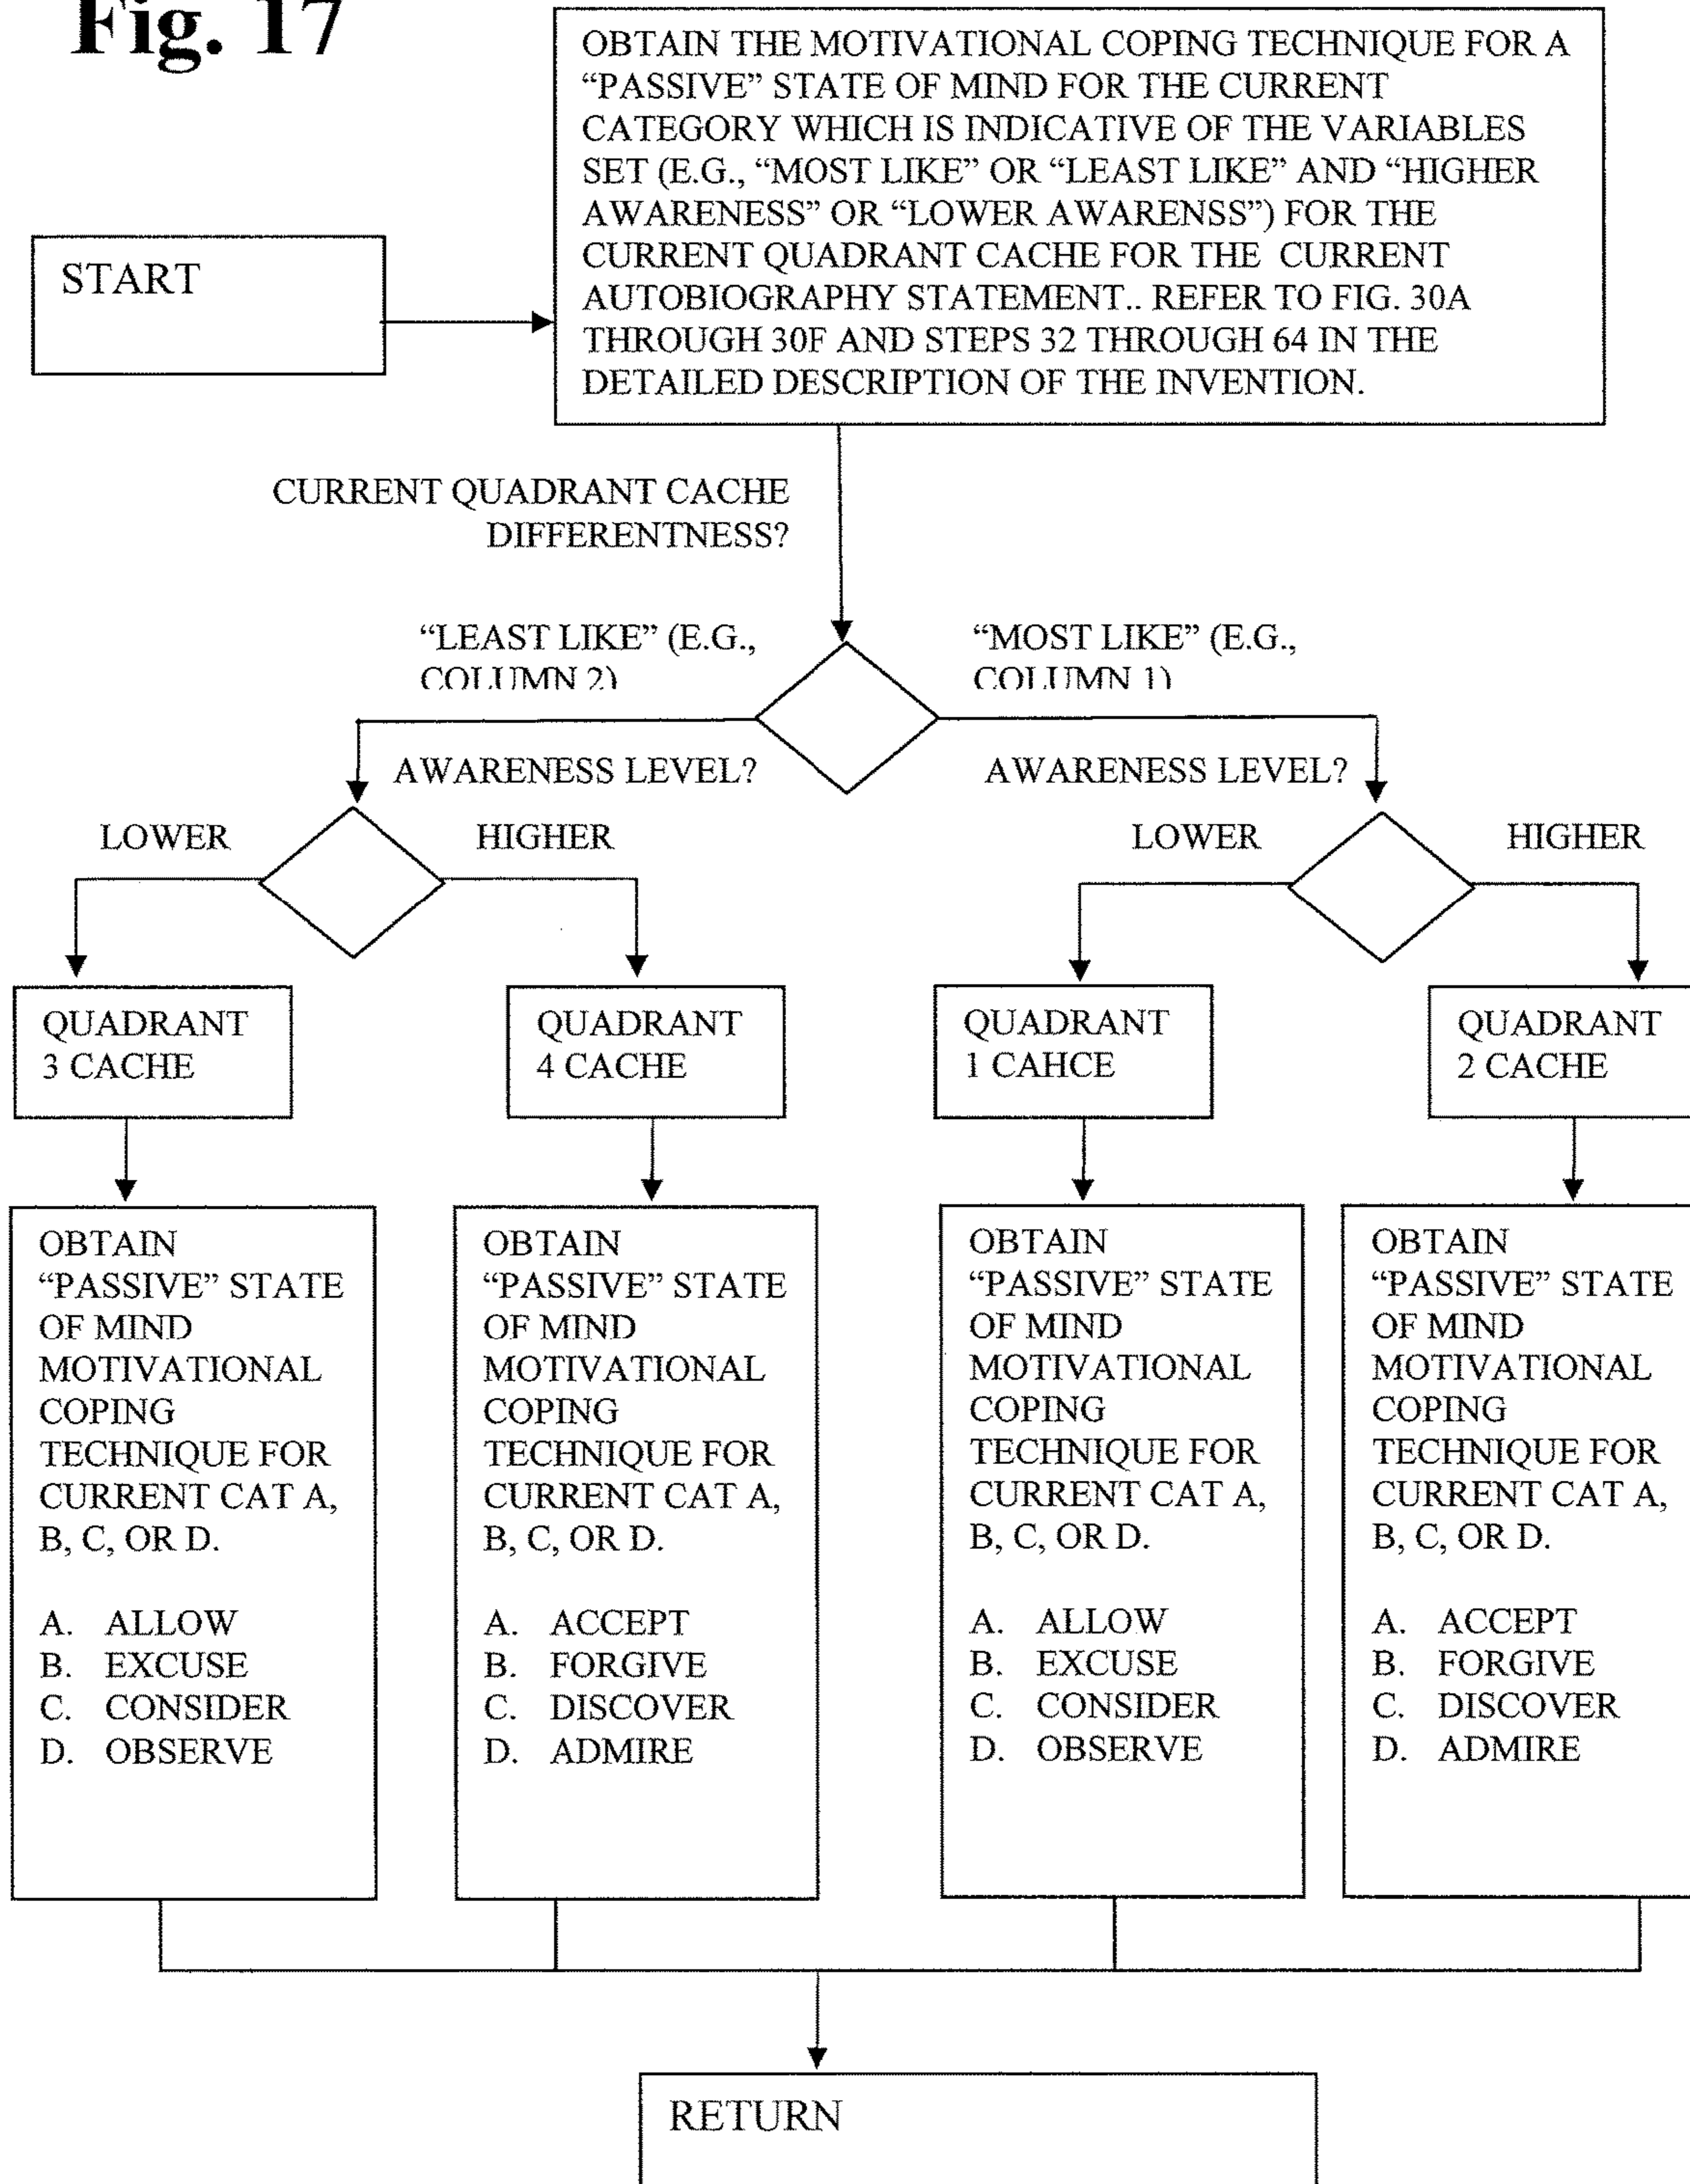 Fig. 17
OBTAIN THE MOTIVATIONAL COPING TECHNIQUE FOR A
“PASSIVE” STATE OF MIND FOR THE CURRENT
CATEGORY WHICH IS INDICATIVE OF THE VARIABLES
SET (E.G., “MOST LIKE” OR “LEAST LIKE” AND “HIGHER
AWARENESS” OR “LOWER AWARENSS”) FOR THE
CURRENT QUADRANT CACHE FOR THE CURRENT
AUTOBIOGRAPHY STATEMENT.. REFER TO FIG. 30A
THROUGH 30F AND STEPS 32 THROUGH 64 IN THE
DETAILED DESCRIPTION OF THE INVENTION.
START
CURRENT QUADRANT CACHE
DIFFERENTNESS?
“LEAST LIKE” (E.G.,
COLUMN 2)
“MOST LIKE” (E.G.,
COLUMN 1)
AWARENESS LEVEL?
AWARENESS LEVEL?
LOWER
HIGHER
LOWER
HIGHER
QUADRANT
3 CACHE
QUADRANT
4 CACHE
QUADRANT
1 CAHCE
QUADRANT
2 CACHE
OBTAIN
“PASSIVE” STATE
OF MIND
MOTIVATIONAL
COPING
TECHNIQUE FOR
CURRENT CAT A,
B, C, OR D.
A. ALLOW
B. EXCUSE
C. CONSIDER
D. OBSERVE
OBTAIN
“PASSIVE” STATE
OF MIND
MOTIVATIONAL
COPING
TECHNIQUE FOR
CURRENT CAT A,
B, C, OR D.
A. ACCEPT
B. FORGIVE
C. DISCOVER
D. ADMIRE
OBTAIN
“PASSIVE” STATE
OF MIND
MOTIVATIONAL
COPING
TECHNIQUE FOR
CURRENT CAT A,
B, C, OR D.
A. ALLOW
B. EXCUSE
C. CONSIDER
D. OBSERVE
OBTAIN
“PASSIVE” STATE
OF MIND
MOTIVATIONAL
COPING
TECHNIQUE FOR
CURRENT CAT A,
B, C, OR D.
A. ACCEPT
B. FORGIVE
C. DISCOVER
D. ADMIRE
RETURN